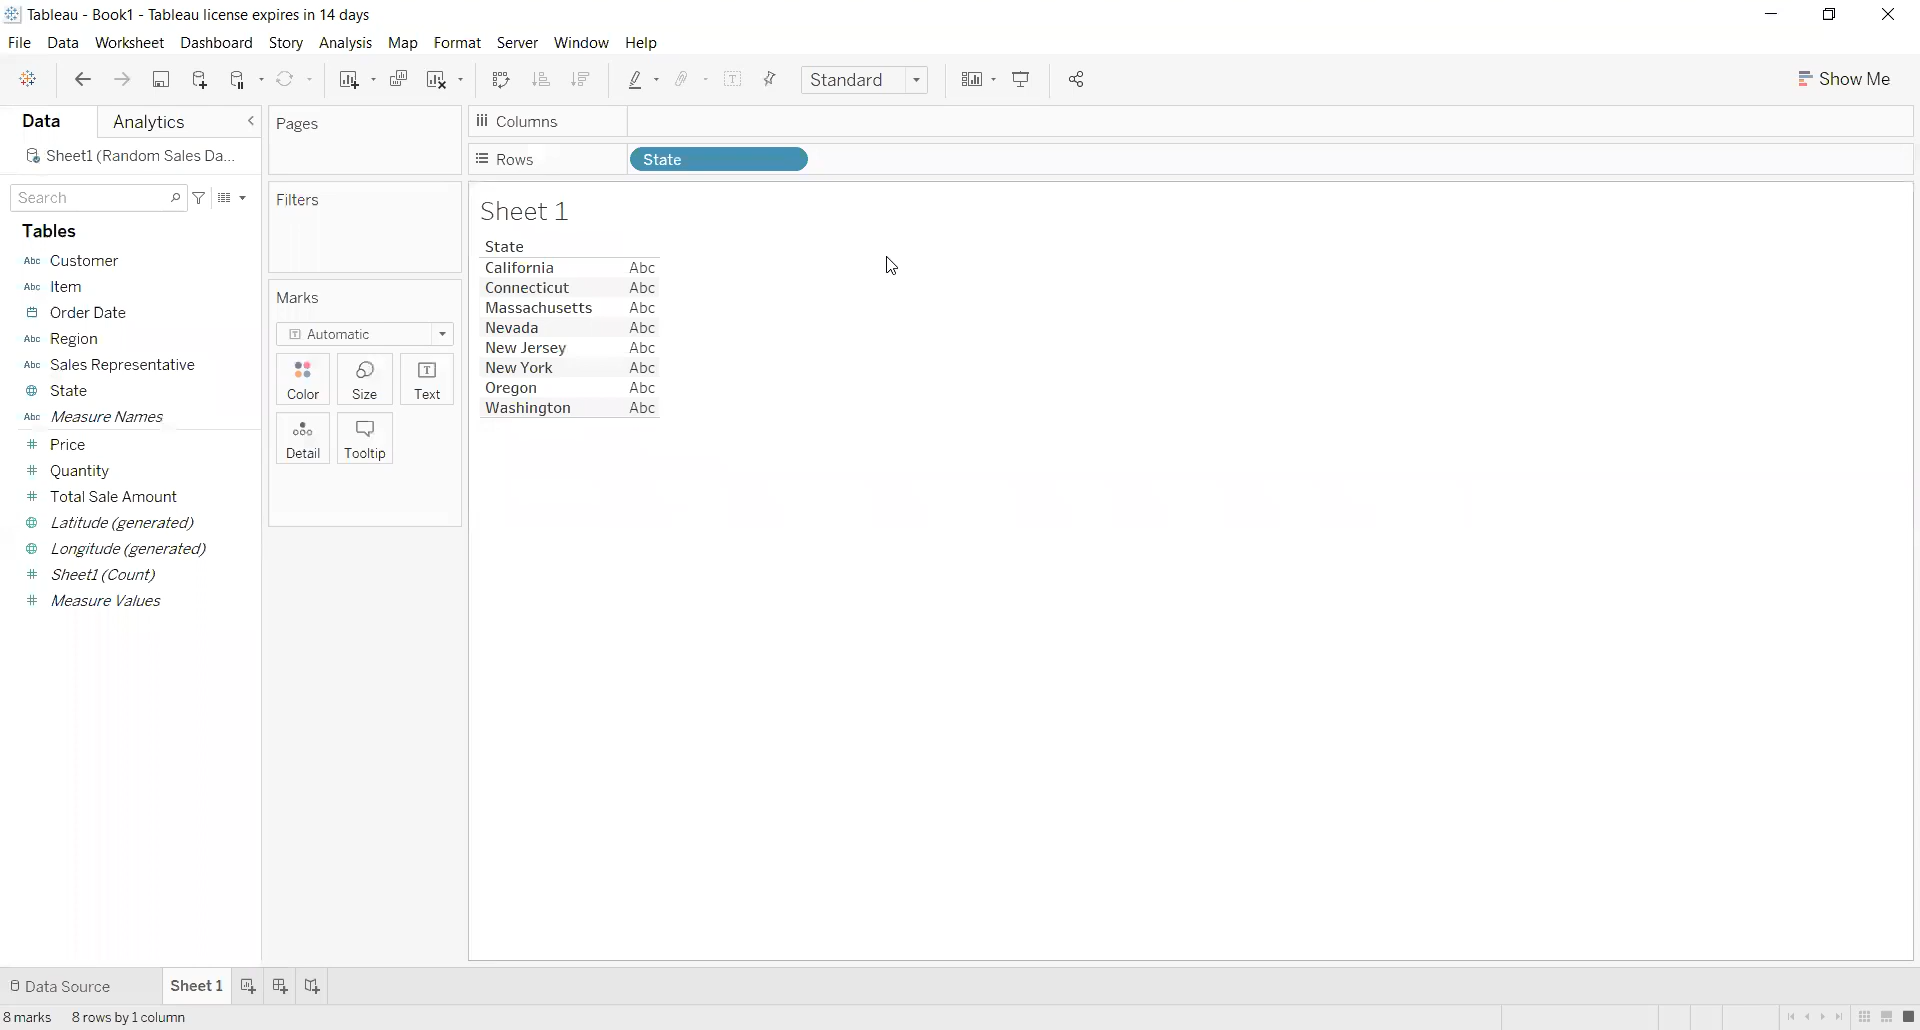 Tableau - Book1 - Tableau license expires in 14 days
File Data Worksheet Dashboard Story Analysis Map Format Server Window Help
Standard
Show Me
Data Analytics
Pages
Columns
Sheet1 (Random Sales Da...
Rows State
Search
Filters
Sheet 1
Tables
State
Abc Customer
California Abc
Abc Item
Connecticut Abc
Marks
Massachusetts Abc
Order Date
Automatic
Nevada Abc
Abc Region
New Jersey Abc
Abc Sales Representative
New York Abc
State
Color Size Text
Oregon Abc
Abc Measure Names
Washington Abc
Price
Detail Tooltip
Quantity
Total Sale Amount
Latitude (generated)
Longitude (generated)
Sheet1 (Count)
Measure Values
Data Source Sheet 1
8 marks 8 rows by 1 column